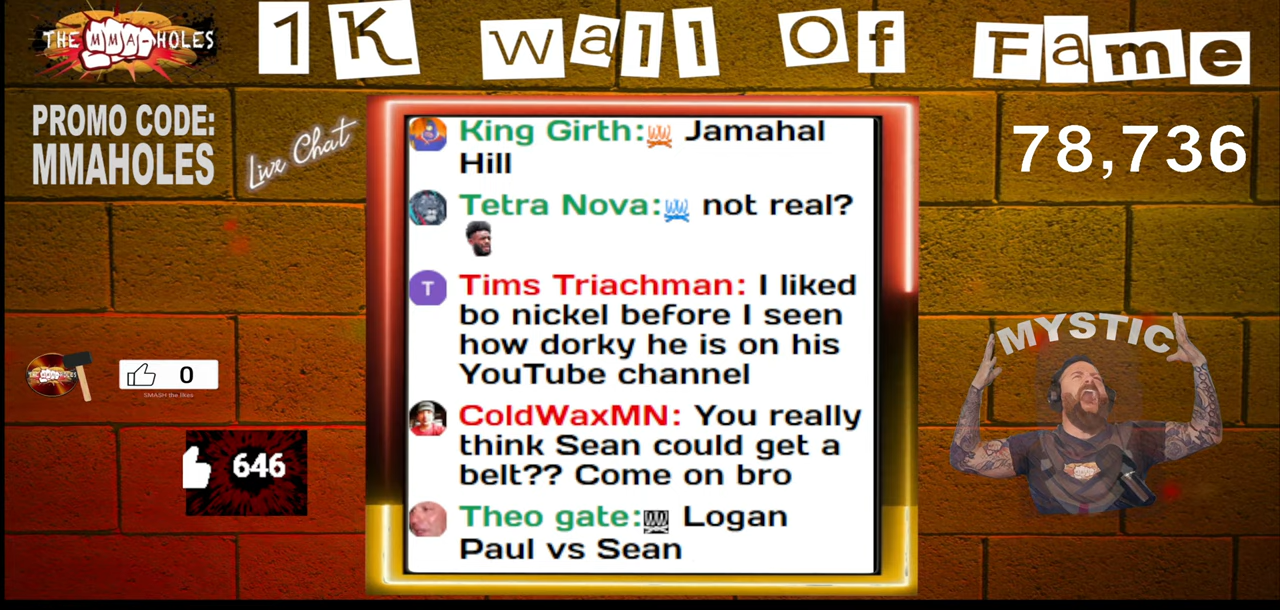 THE MMA-HOLES
1K Wall Of Fame
PROMO CODE:
MMAHOLES
Live Chat
78,736
King Girth: Jamahal
Hill
Tetra Nova: not real?
T
Tims Triachman: I liked
bo nickel before I seen
how dorky he is on his
YouTube channel
ColdWaxMN: You really
think Sean could get a
belt?? Come on bro
Theo gate: Logan
Paul vs Sean
0
SMASH the likes
646
MYSTIC